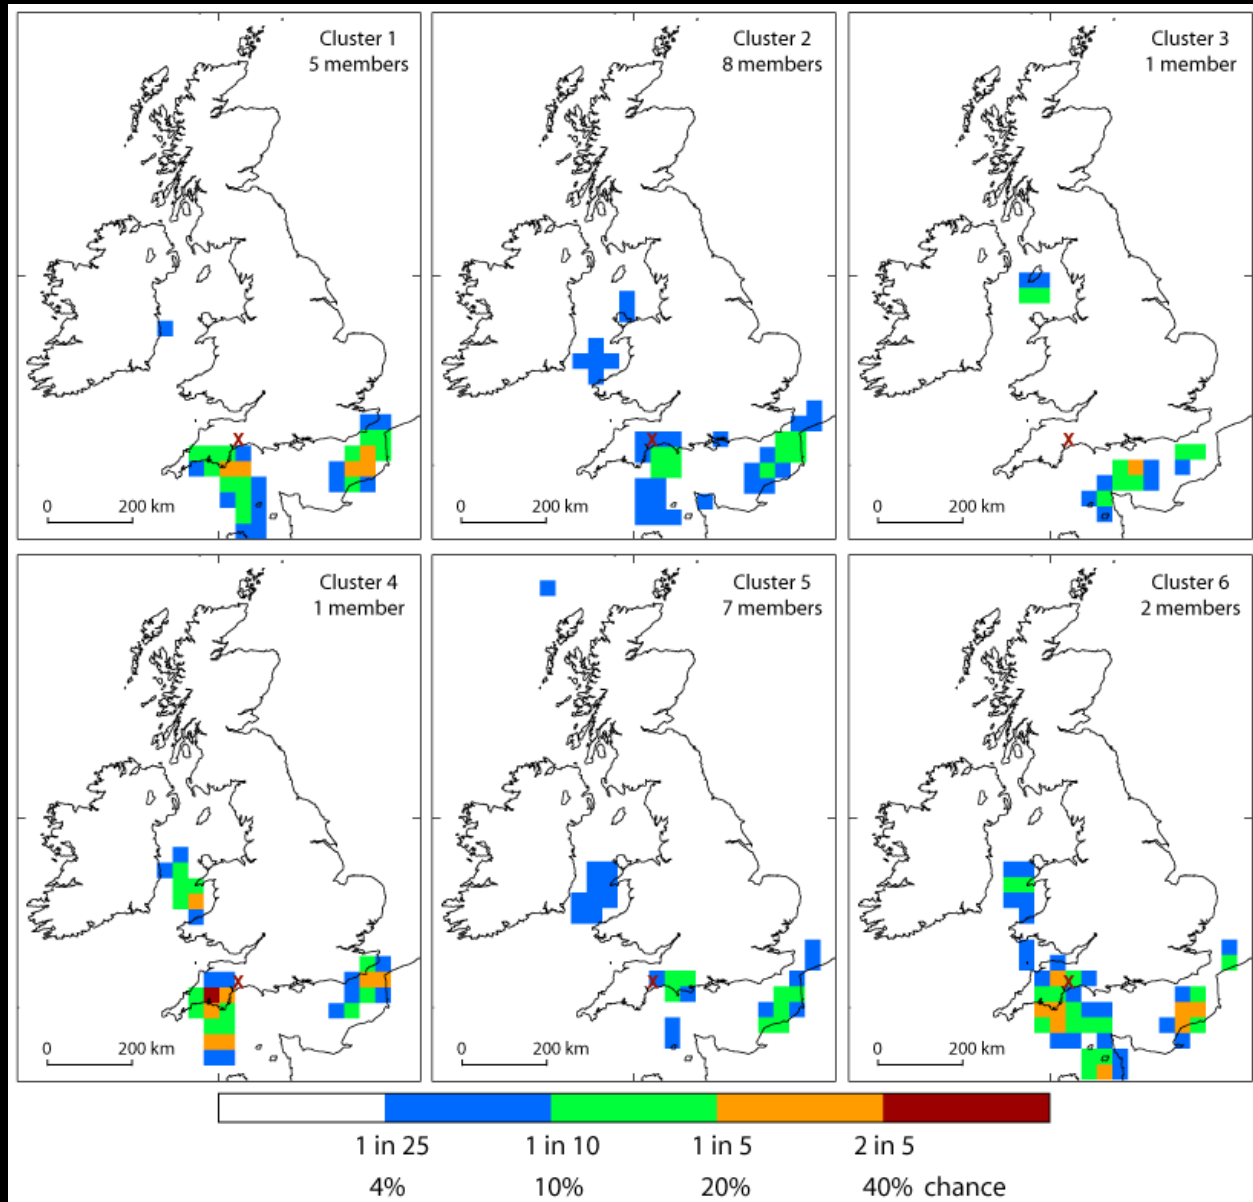 Cluster 1
5 members
Cluster 2
8 members
Cluster 3
1 member
X
X
X
0 200 km
0 200 km
0 200 km
Cluster 4
1 member
Cluster 5
7 members
Cluster 6
2 members
X
X
X
0 200 km
0 200 km
0 200 km
1 in 25 1 in 10 1 in 5 2 in 5
4% 10% 20% 40% chance